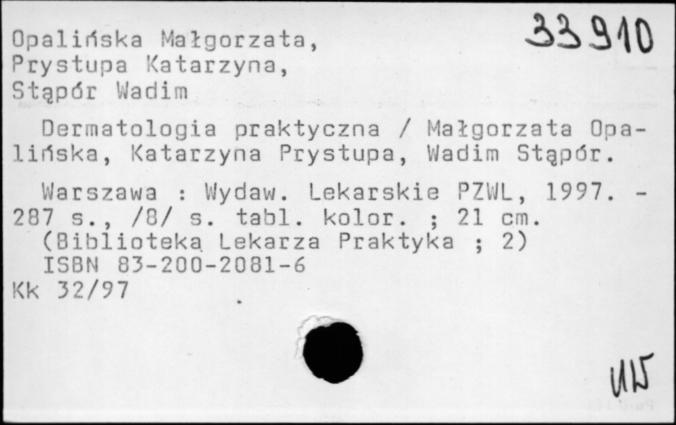 33910
Opalińska Małgorzata,
Prystupa Katarzyna,
Stąpór Wadim
Dermatologia praktyczna / Małgorzata Opa-
lińska, Katarzyna Prystupa, Wadim Stąpór.
Warszawa : Wydaw. Lekarskie PZWL, 1997. -
287 s., /8/ s. tabl. kolor. ; 21 cm.
(Biblioteka Lekarza Praktyka ; 2)
ISBN 83-200-2081-6
Kk 32/97
UW